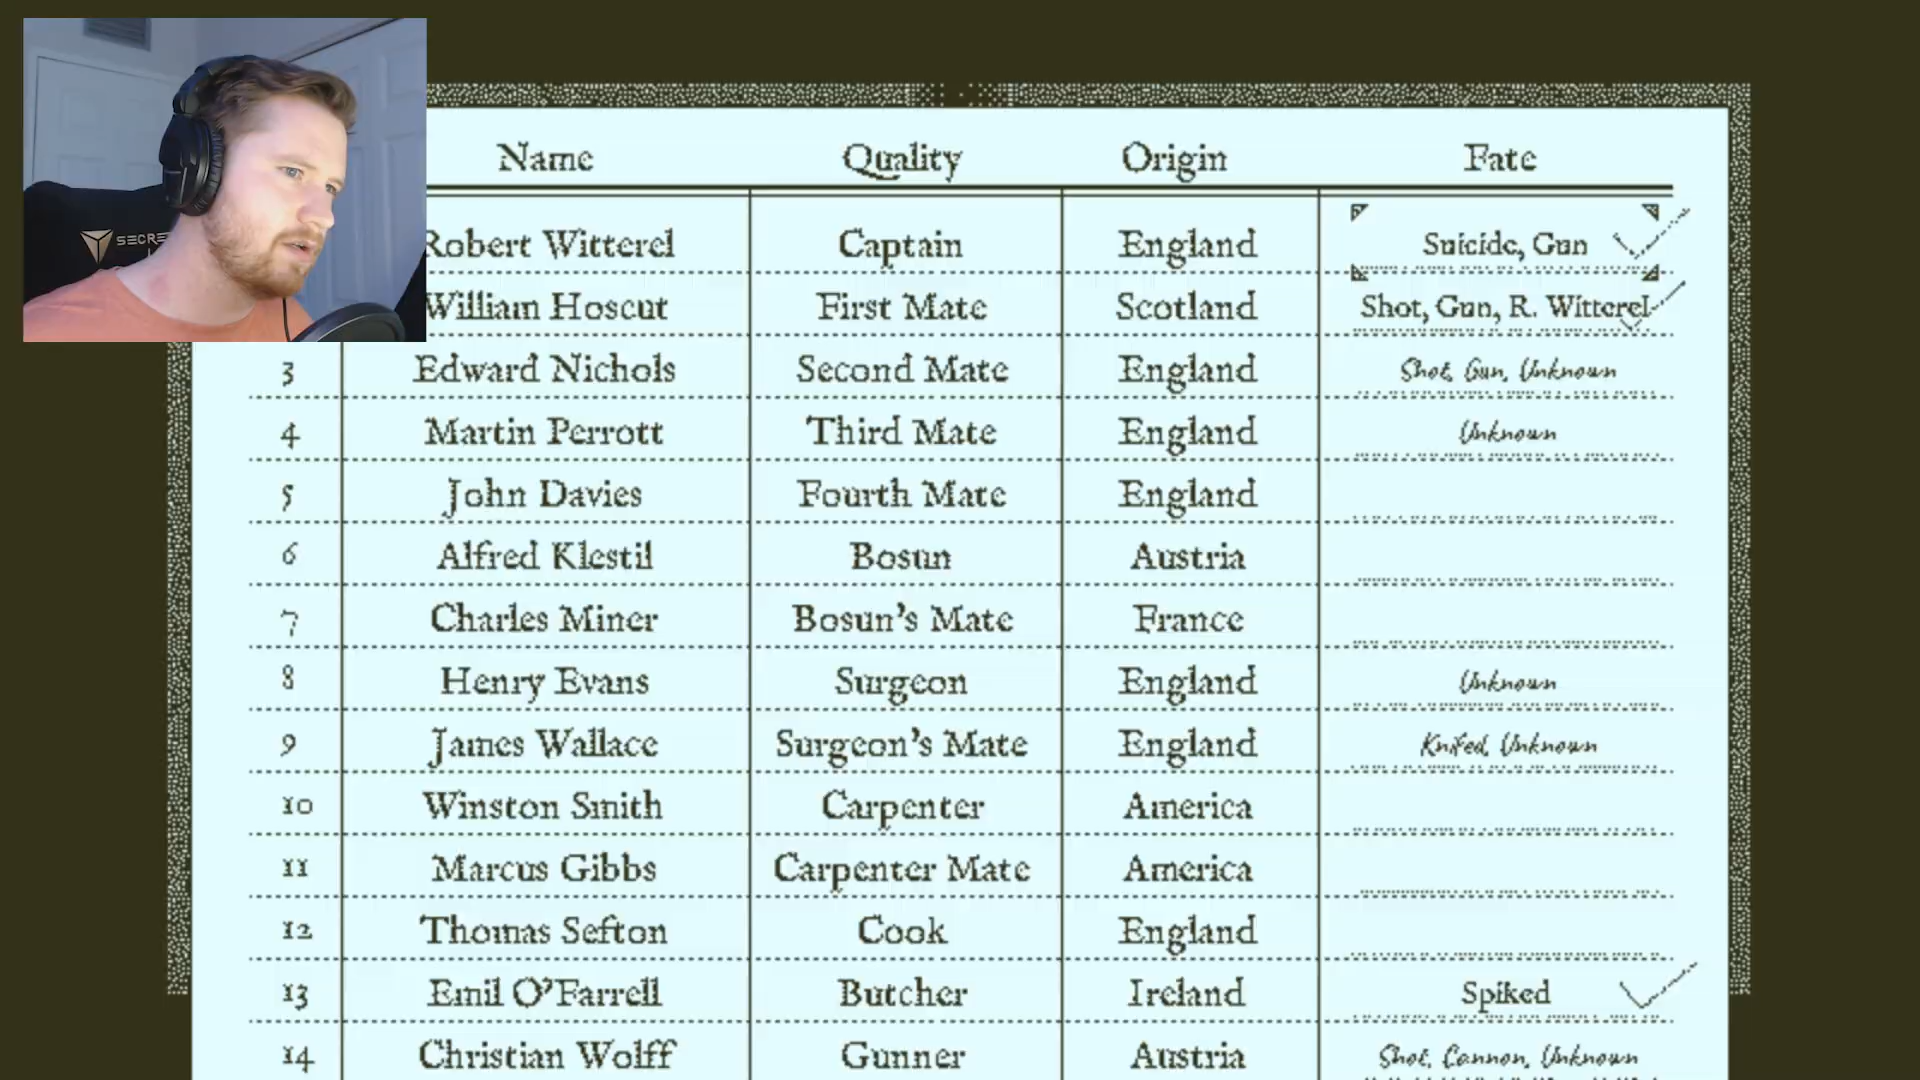 SECRE
Name Quality Origin Fate
Robert Witterel Captain England Suicide, Gun
William Hoscut First Mate Scotland Shot, Gun, R. Witterel
3 Edward Nichols Second Mate England Shot, Gun, Unknown
4 Martin Perrott Third Mate England Unknown
5 John Davies Fourth Mate England
6 Alfred Klestil Bosun Austria
7 Charles Miner Bosun's Mate France
8 Henry Evans Surgeon England Unknown
9 James Wallace Surgeon's Mate England Knifed, Unknown
10 Winston Smith Carpenter America
11 Marcus Gibbs Carpenter Mate America
12 Thomas Sefton Cook England
13 Emil O'Farrell Butcher Ireland Spiked
14 Christian Wolff Gunner Austria Shot, Cannon, Unknown